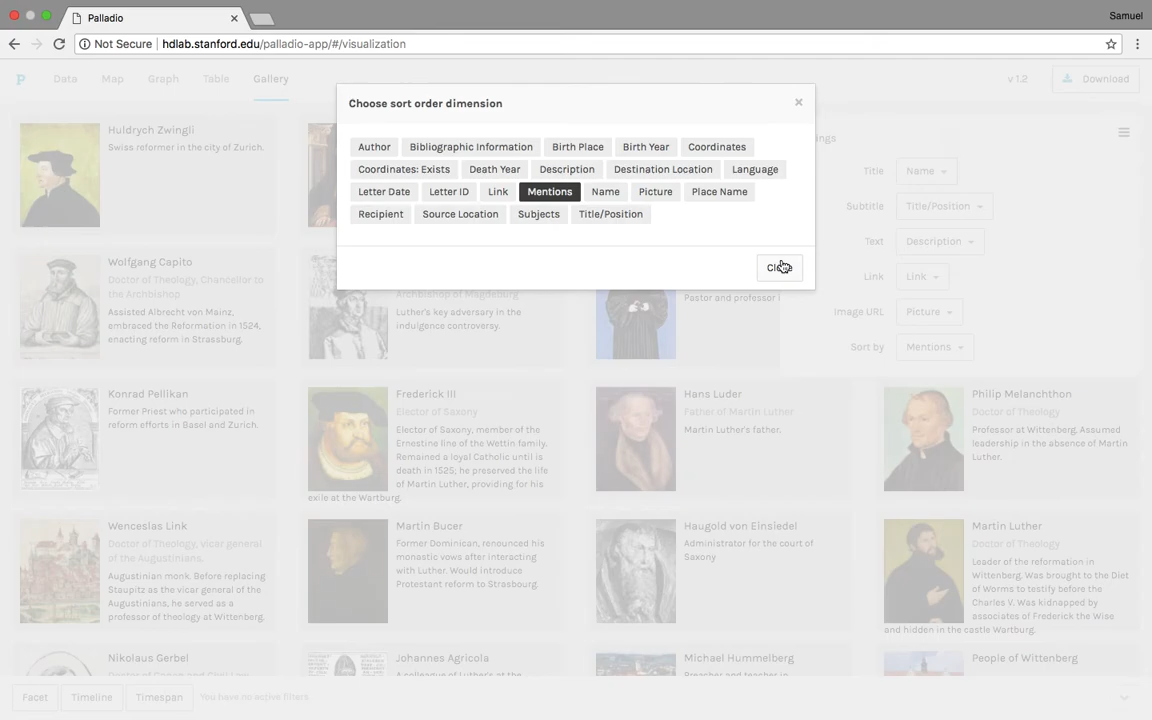 Palladio
Samuel
Not Secure
hdlab.stanford.edu/palladio-app/#/visualization
P
Data
Map
Graph
Table
Gallery
v 1.2
Download
Choose sort order dimension
Author
Bibliographic Information
Birth Place
Birth Year
Coordinates
Coordinates: Exists
Death Year
Description
Destination Location
Language
Letter Date
Letter ID
Link
Mentions
Name
Picture
Place Name
Recipient
Source Location
Subjects
Title/Position
Title
Name
Subtitle
Title/Position
Text
Description
Link
Link
Image URL
Picture
Sort by
Mentions
Huldrych Zwingli
Swiss reformer in the city of Zurich.
Wolfgang Capito
Doctor of Theology, Chancellor to
the Archbishop
Assisted Albrecht von Mainz,
embraced the Reformation in 1524,
enacting reform in Strassburg.
Archbishop of Magdeburg
Luther's key adversary in the
indulgence controversy.
Pastor and professor
Konrad Pellikan
Former Priest who participated in
reform efforts in Basel and Zurich.
Frederick III
Elector of Saxony
Elector of Saxony, member of the
Ernestine line of the Wettin family.
Remained a loyal Catholic until is
death in 1525; he preserved the life
of Martin Luther, providing for his
exile at the Wartburg.
Hans Luder
Father of Martin Luther
Martin Luther's father.
Philip Melanchthon
Doctor of Theology
Professor at Wittenberg. Assumed
leadership in the absence of Martin
Luther.
Wenceslas Link
Doctor of Theology, vicar general
of the Augustinians.
Augustinian monk. Before replacing
Staupitz as the vicar general of the
Augustinians, he served as a
professor of theology at Wittenberg.
Martin Bucer
Former Dominican, renounced his
monastic vows after interacting
with Luther. Would introduce
Protestant reform to Strasbourg.
Haugold von Einsiedel
Administrator for the court of
Saxony
Martin Luther
Doctor of Theology
Leader of the reformation in
Wittenberg. Was brought to the Diet
of Worms to testify before the
Charles V. Was kidnapped by
associates of Frederick the Wise
and hidden in the castle Wartburg.
Nikolaus Gerbel
Johannes Agricola
A colleague of Luther's at the
Michael Hummelberg
Preacher and teacher in
People of Wittenberg
Facet
Timeline
Timespan
You have no active filters